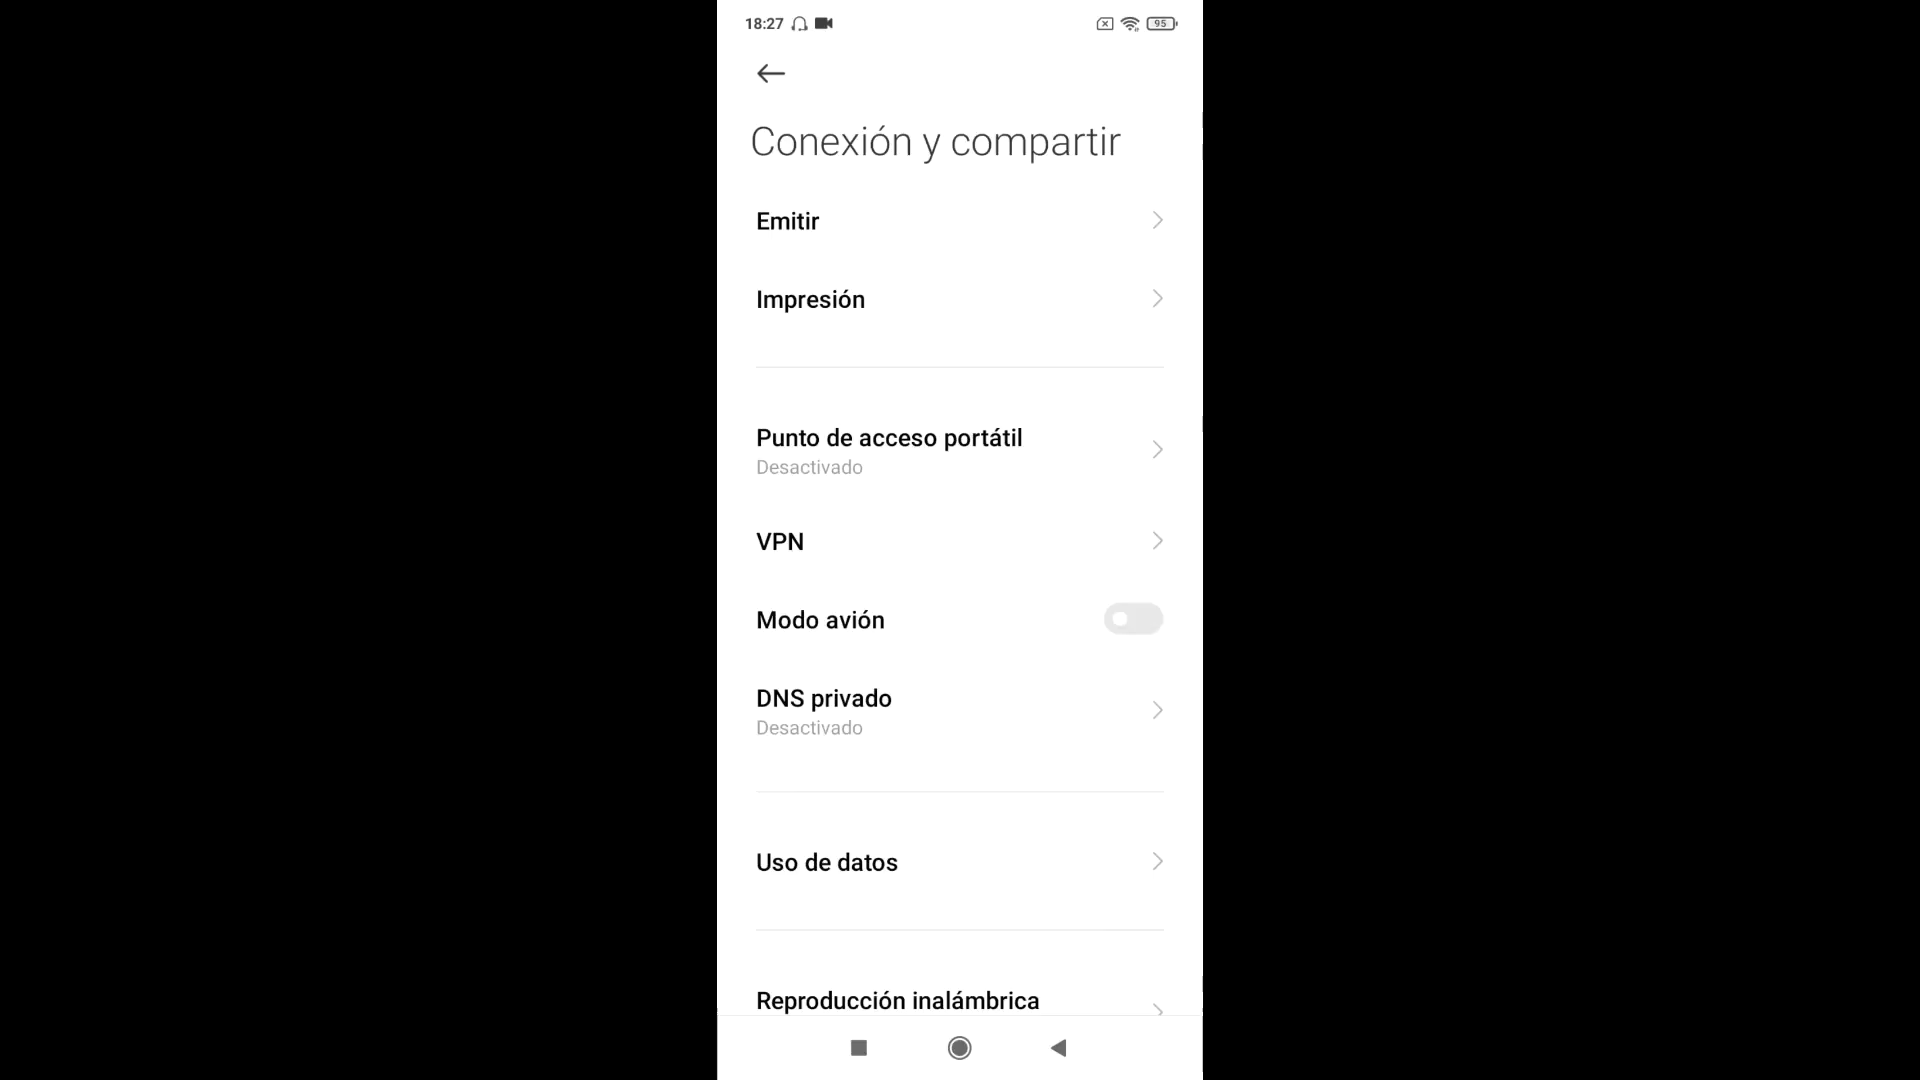 18:27 95
Conexión y compartir
Emitir
Impresión
Punto de acceso portátil
Desactivado
VPN
Modo avión
DNS privado
Desactivado
Uso de datos
Reproducción inalámbrica